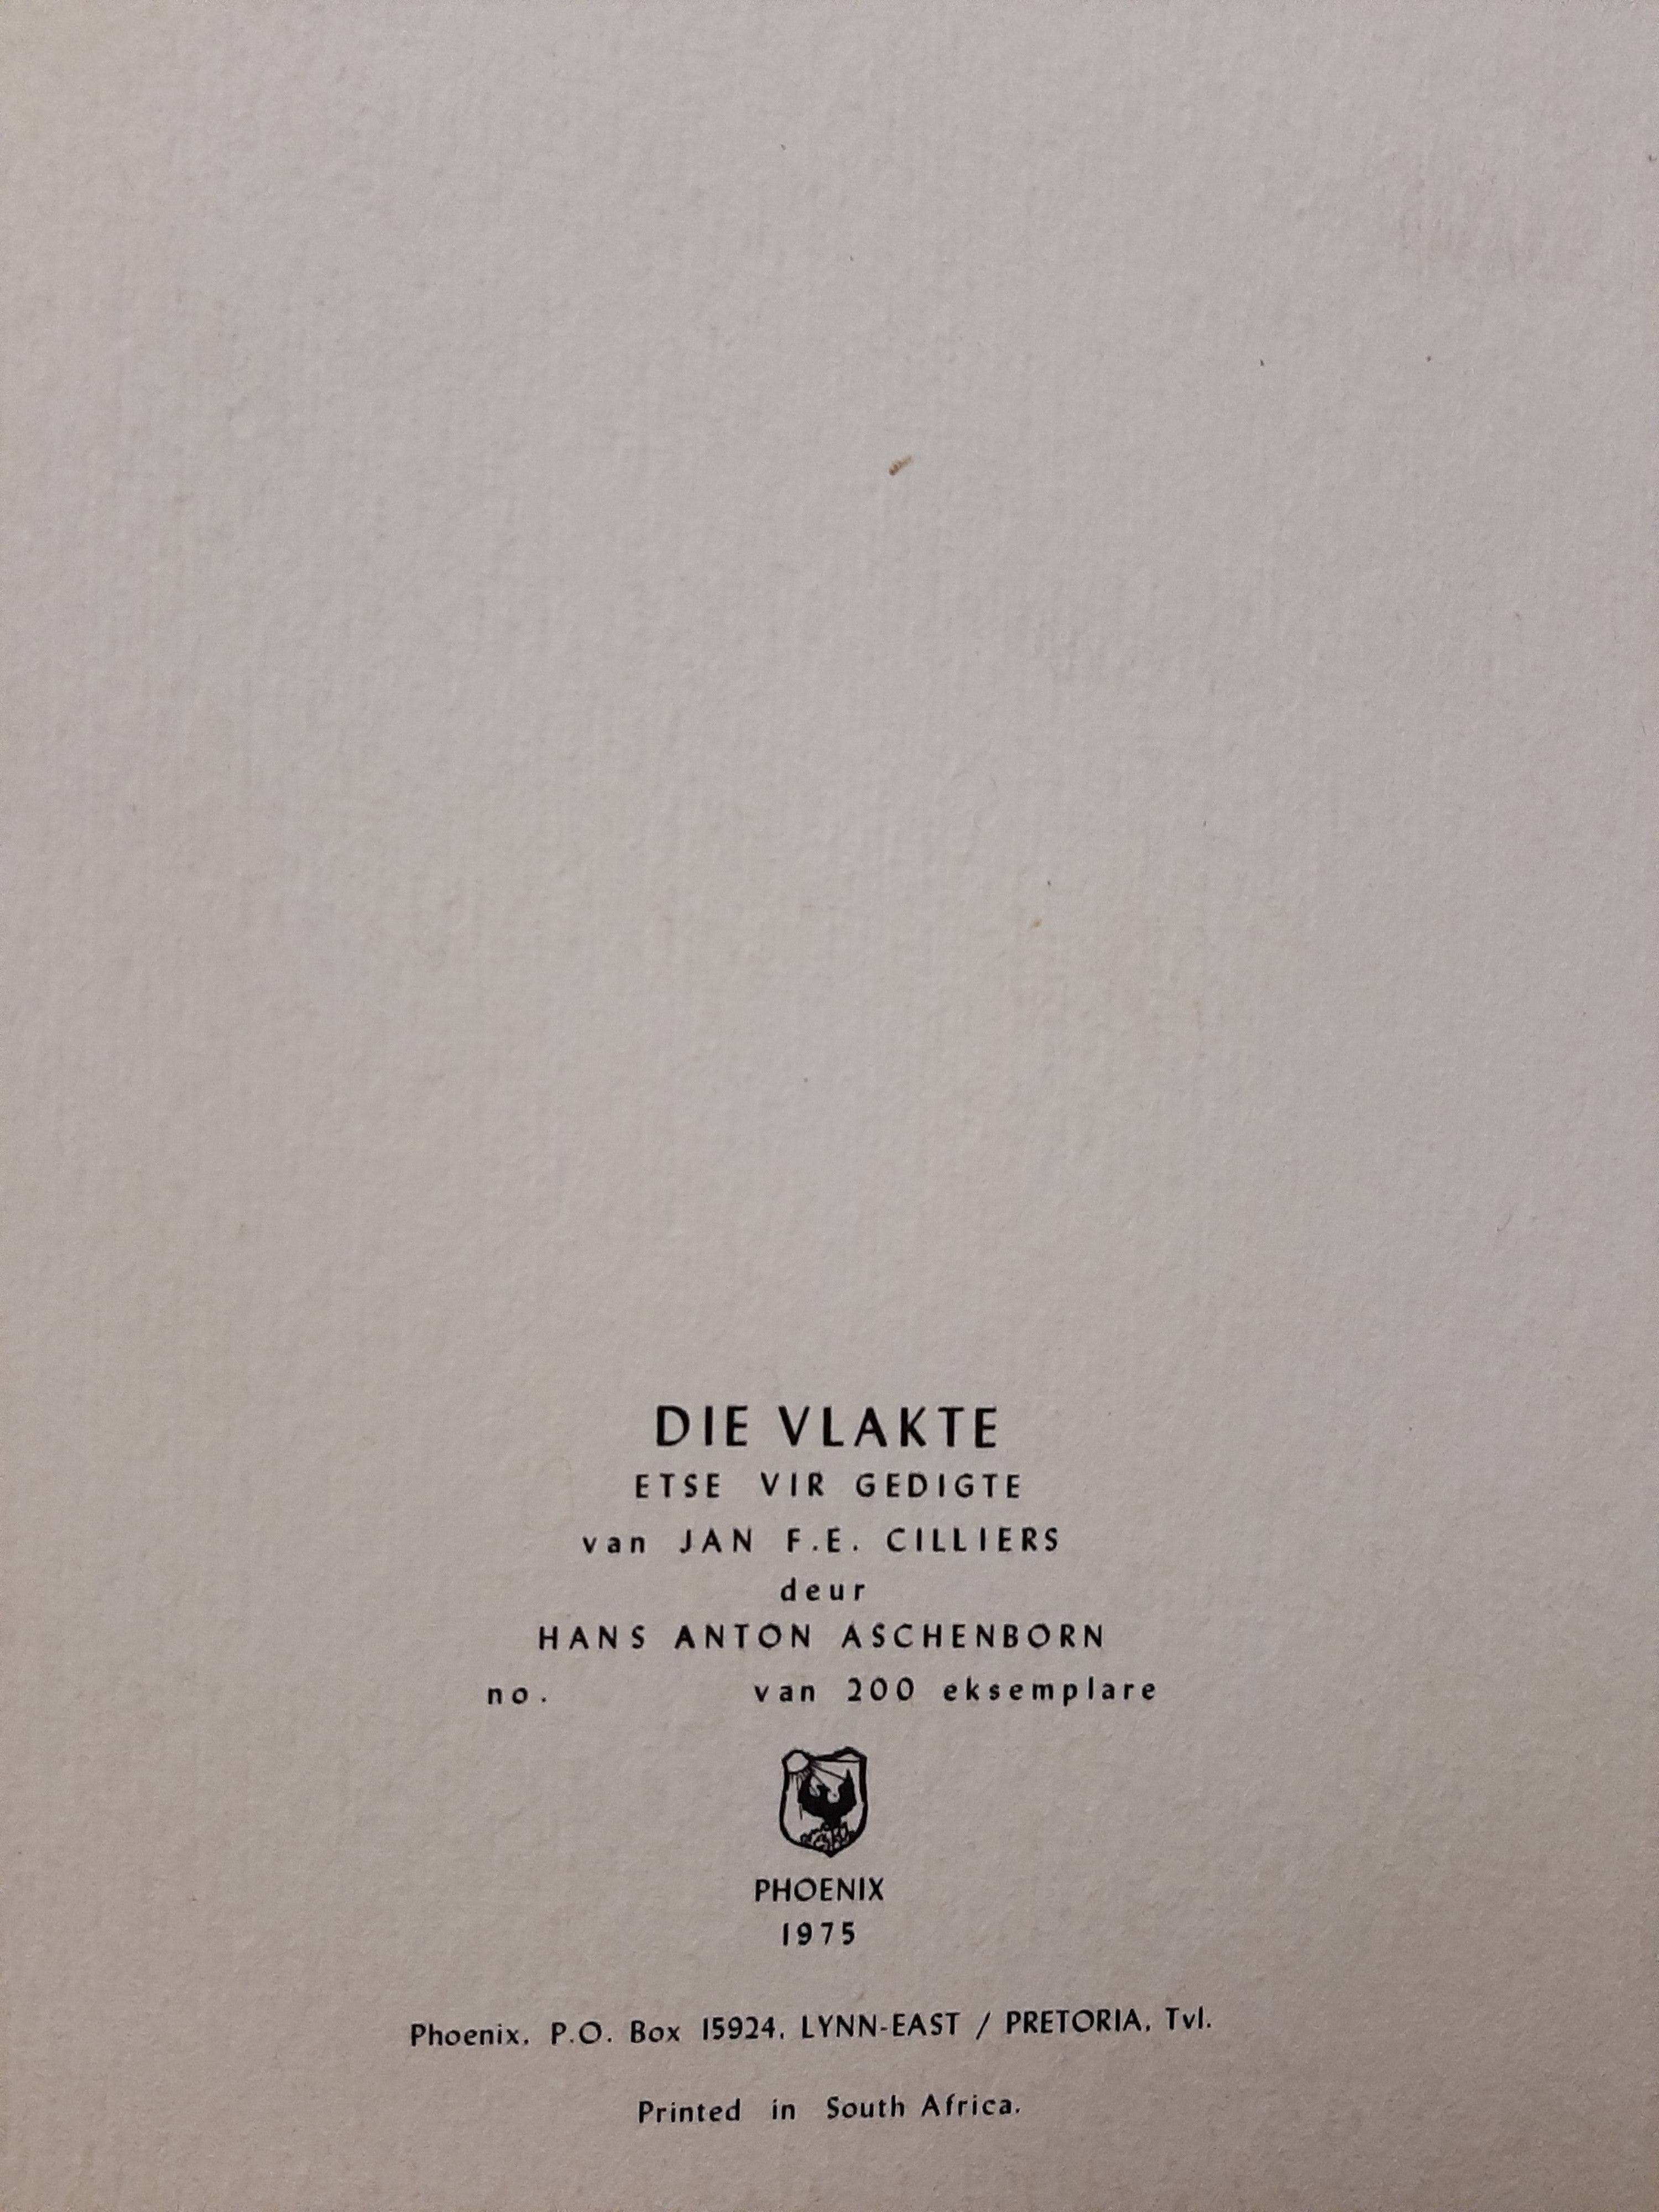 DIE VLAKTE
ETSE VIR GEDIGTE
van JAN F.E. CILLIERS
deur
HANS ANTON ASCHENBORN
no. van 200 eksemplare
PHOENIX
1975
Phoenix, P.O. Box 15924, LYNN-EAST / PRETORIA, Tvl.
Printed in South Africa.